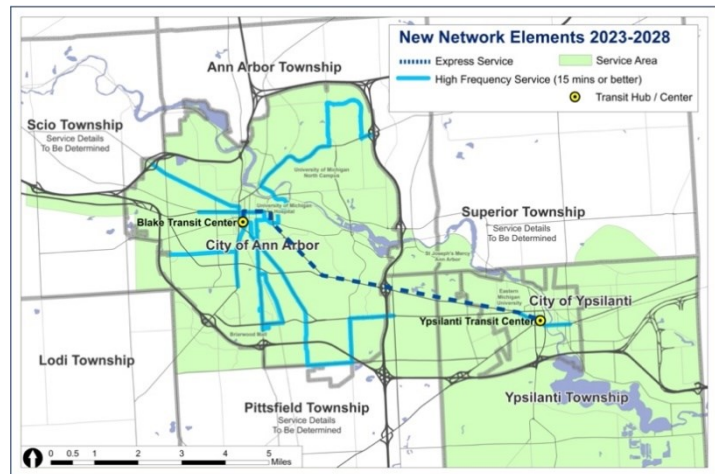 New Network Elements 2023-2028
Express Service
Service Area
High Frequency Service (15 mins or better)
Transit Hub / Center
Ann Arbor Township
Scio Township
Service Details
To Be Determined
University of Michigan
North Campus
University of Michigan
Hospital
Superior Township
Service Details
To Be Determined
Blake Transit Center
City of Ann Arbor
St Joseph's Mercy
Ann Arbor
Eastern
Michigan
University
City of Ypsilanti
Ypsilanti Transit Center
Briarwood Mall
Lodi Township
Pittsfield Township
Service Details
To Be Determined
Ypsilanti Township
0 0.5 1 2 3 4 5
Miles